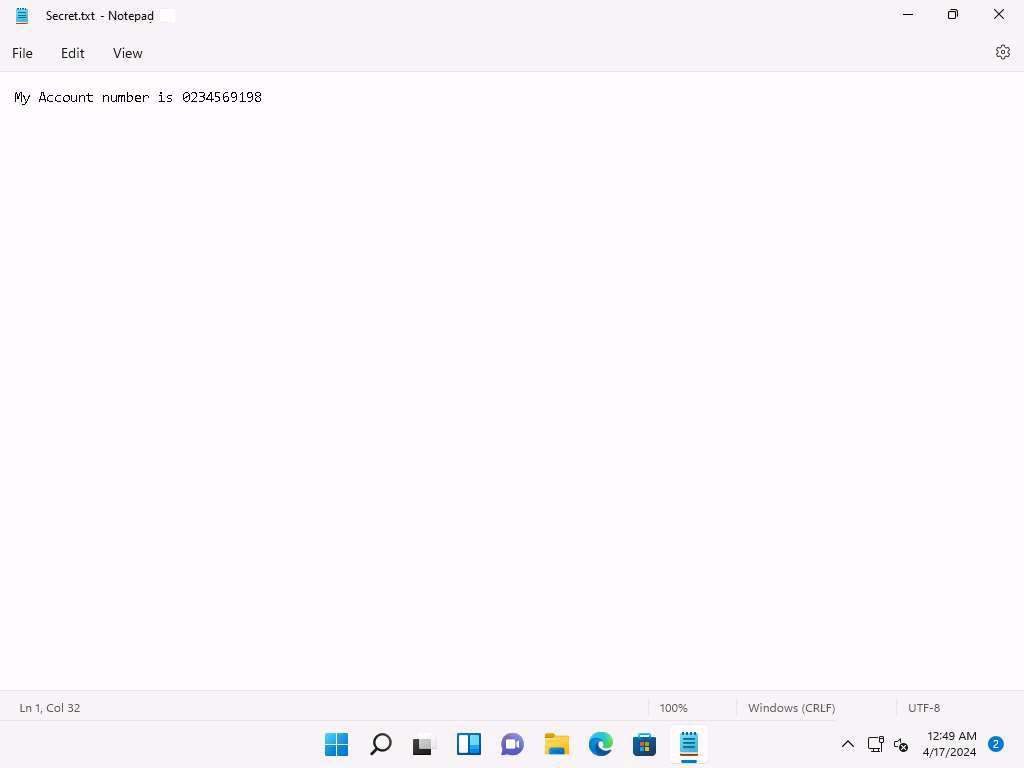 Secret.txt - Notepad
File Edit View
My Account number is 0234569198
Ln 1, Col 32 100% Windows (CRLF) UTF-8
12:49 AM
4/17/2024
2